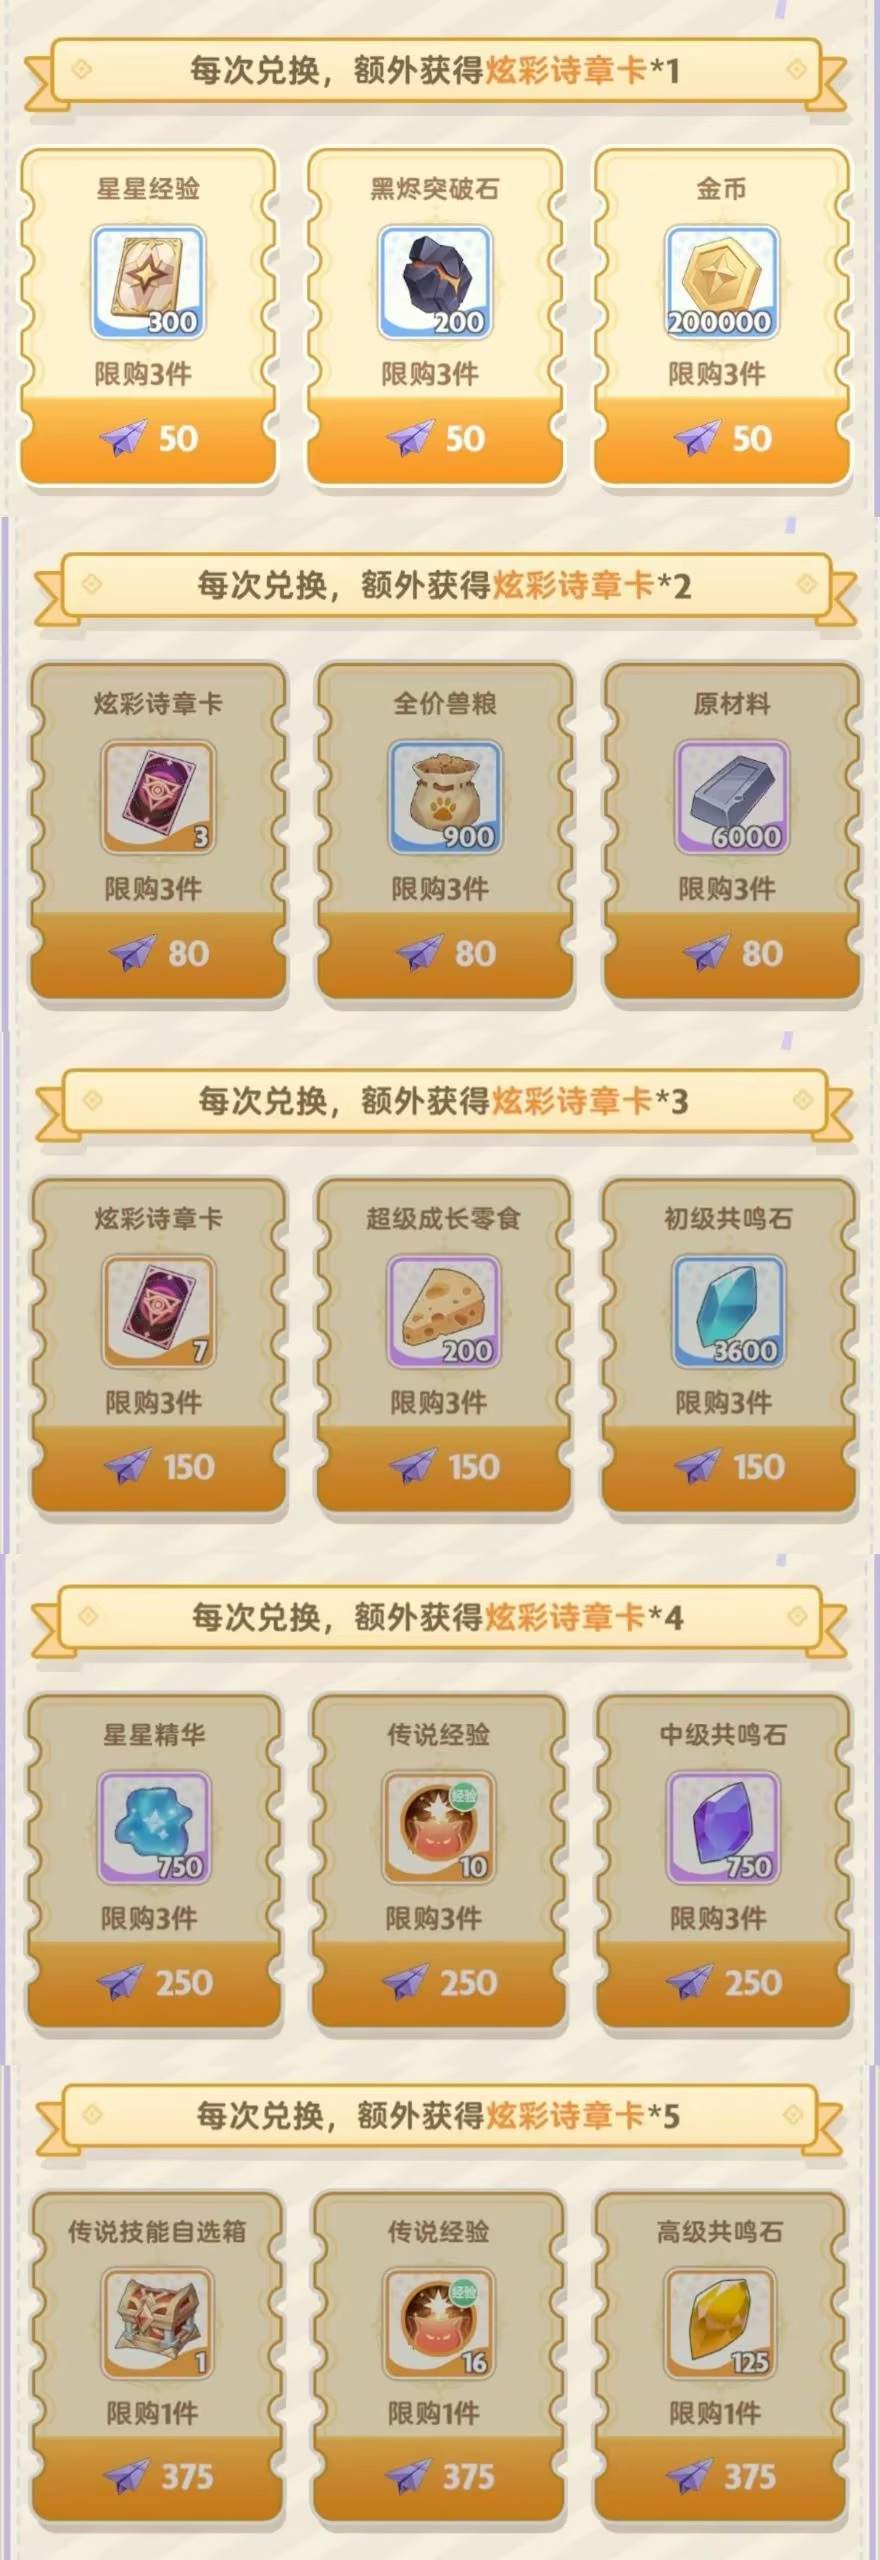 每次兑换，额外获得炫彩诗章卡*1
星星经验 黑烬突破石 金币
300 200 200000
限购3件 限购3件 限购3件
50 50 50
每次兑换，额外获得炫彩诗章卡*2
炫彩诗章卡 全价兽粮 原材料
3 900 6000
限购3件 限购3件 限购3件
80 80 80
每次兑换，额外获得炫彩诗章卡*3
炫彩诗章卡 超级成长零食 初级共鸣石
7 200 3600
限购3件 限购3件 限购3件
150 150 150
每次兑换，额外获得炫彩诗章卡*4
星星精华 传说经验 中级共鸣石
经验
750 10 750
限购3件 限购3件 限购3件
250 250 250
每次兑换，额外获得炫彩诗章卡*5
传说技能自选箱 传说经验 高级共鸣石
经验
1 16 125
限购1件 限购1件 限购1件
375 375 375